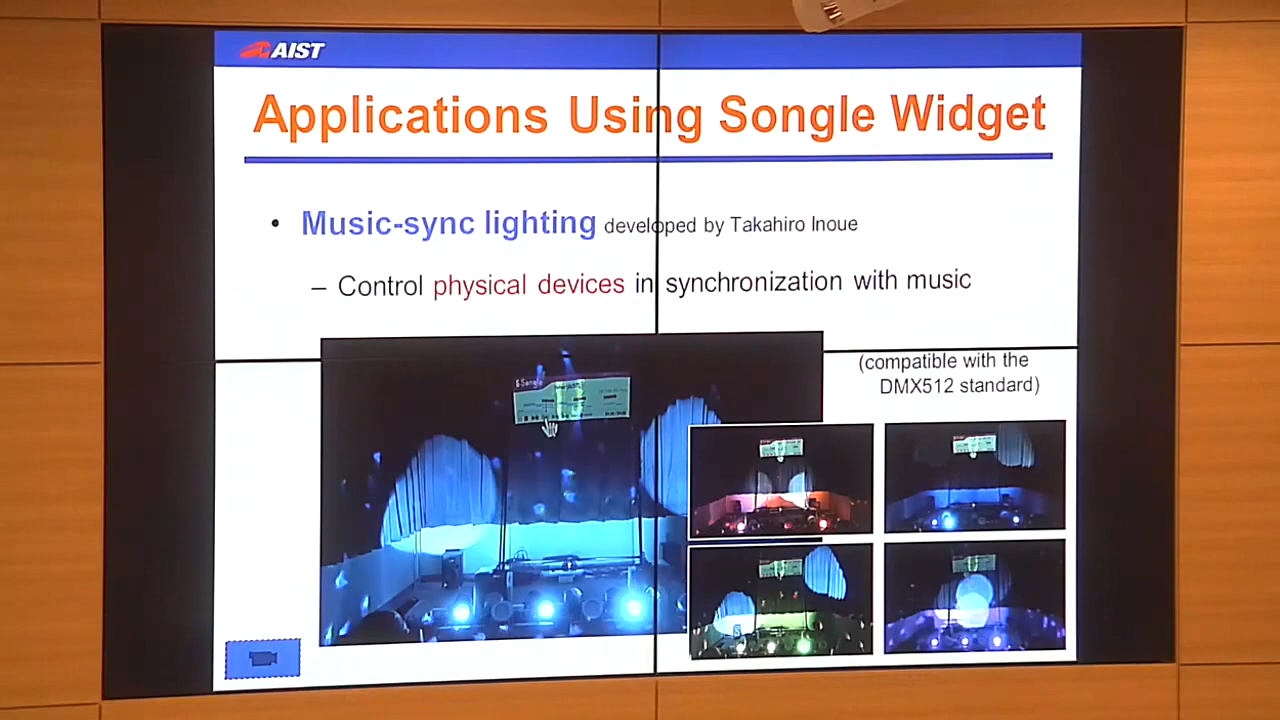 AIST
Applications Using Songle Widget
• Music-sync lighting developed by Takahiro Inoue
– Control physical devices in synchronization with music
(compatible with the
DMX512 standard)
Songle